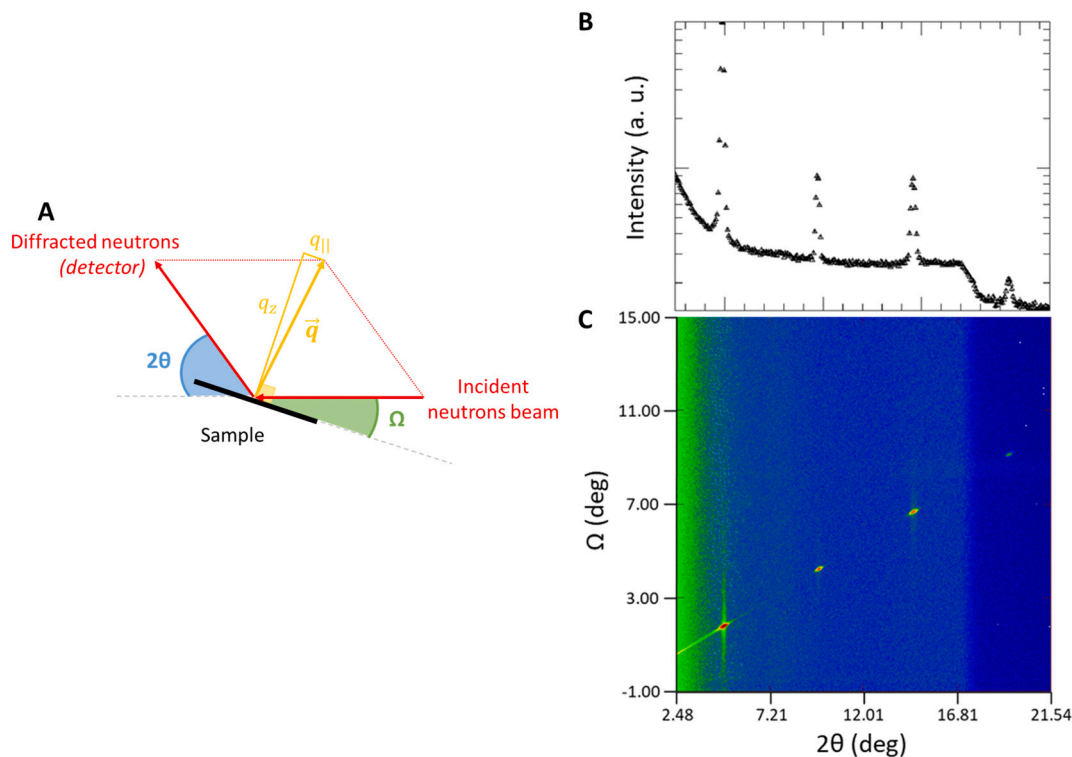 A
Diffracted neutrons
(detector)
q||
qz
q⃗
2θ
Incident
neutrons beam
Ω
Sample
B
Intensity (a. u.)
C
15.00
11.00
7.00
3.00
-1.00
Ω (deg)
2.48 7.21 12.01 16.81 21.54
2θ (deg)